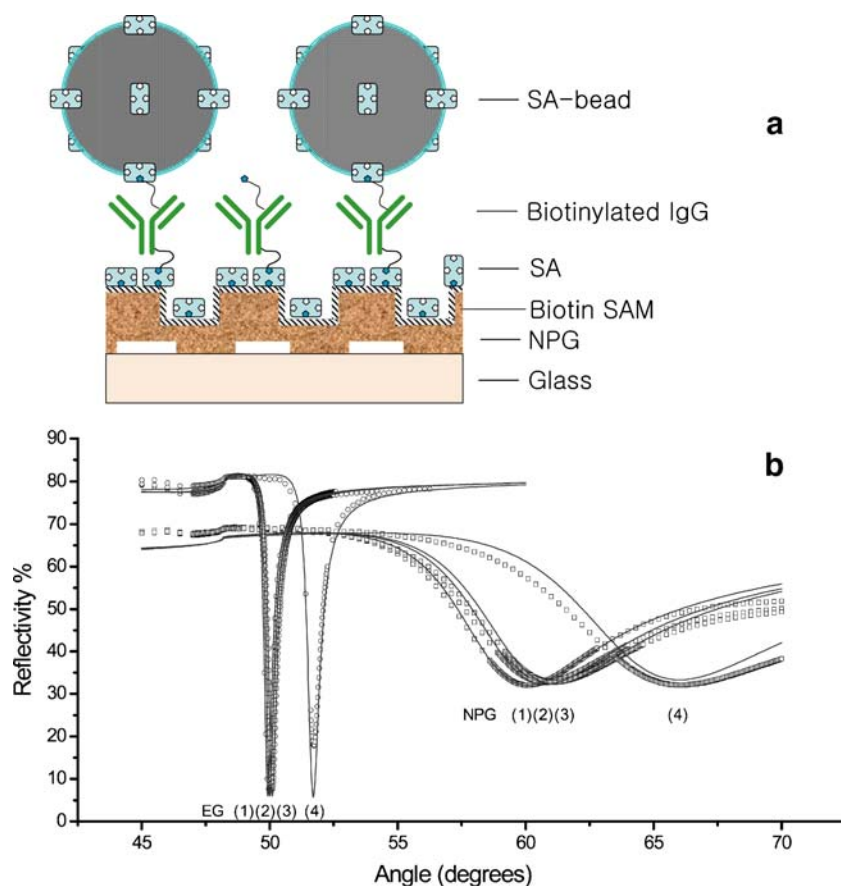 SA-bead
a
Biotinylated IgG
SA
Biotin SAM
NPG
Glass
b
90
80
70
60
50
40
30
20
10
0
Reflectivity %
NPG (1)(2)(3) (4)
EG (1)(2)(3) (4)
45 50 55 60 65 70
Angle (degrees)